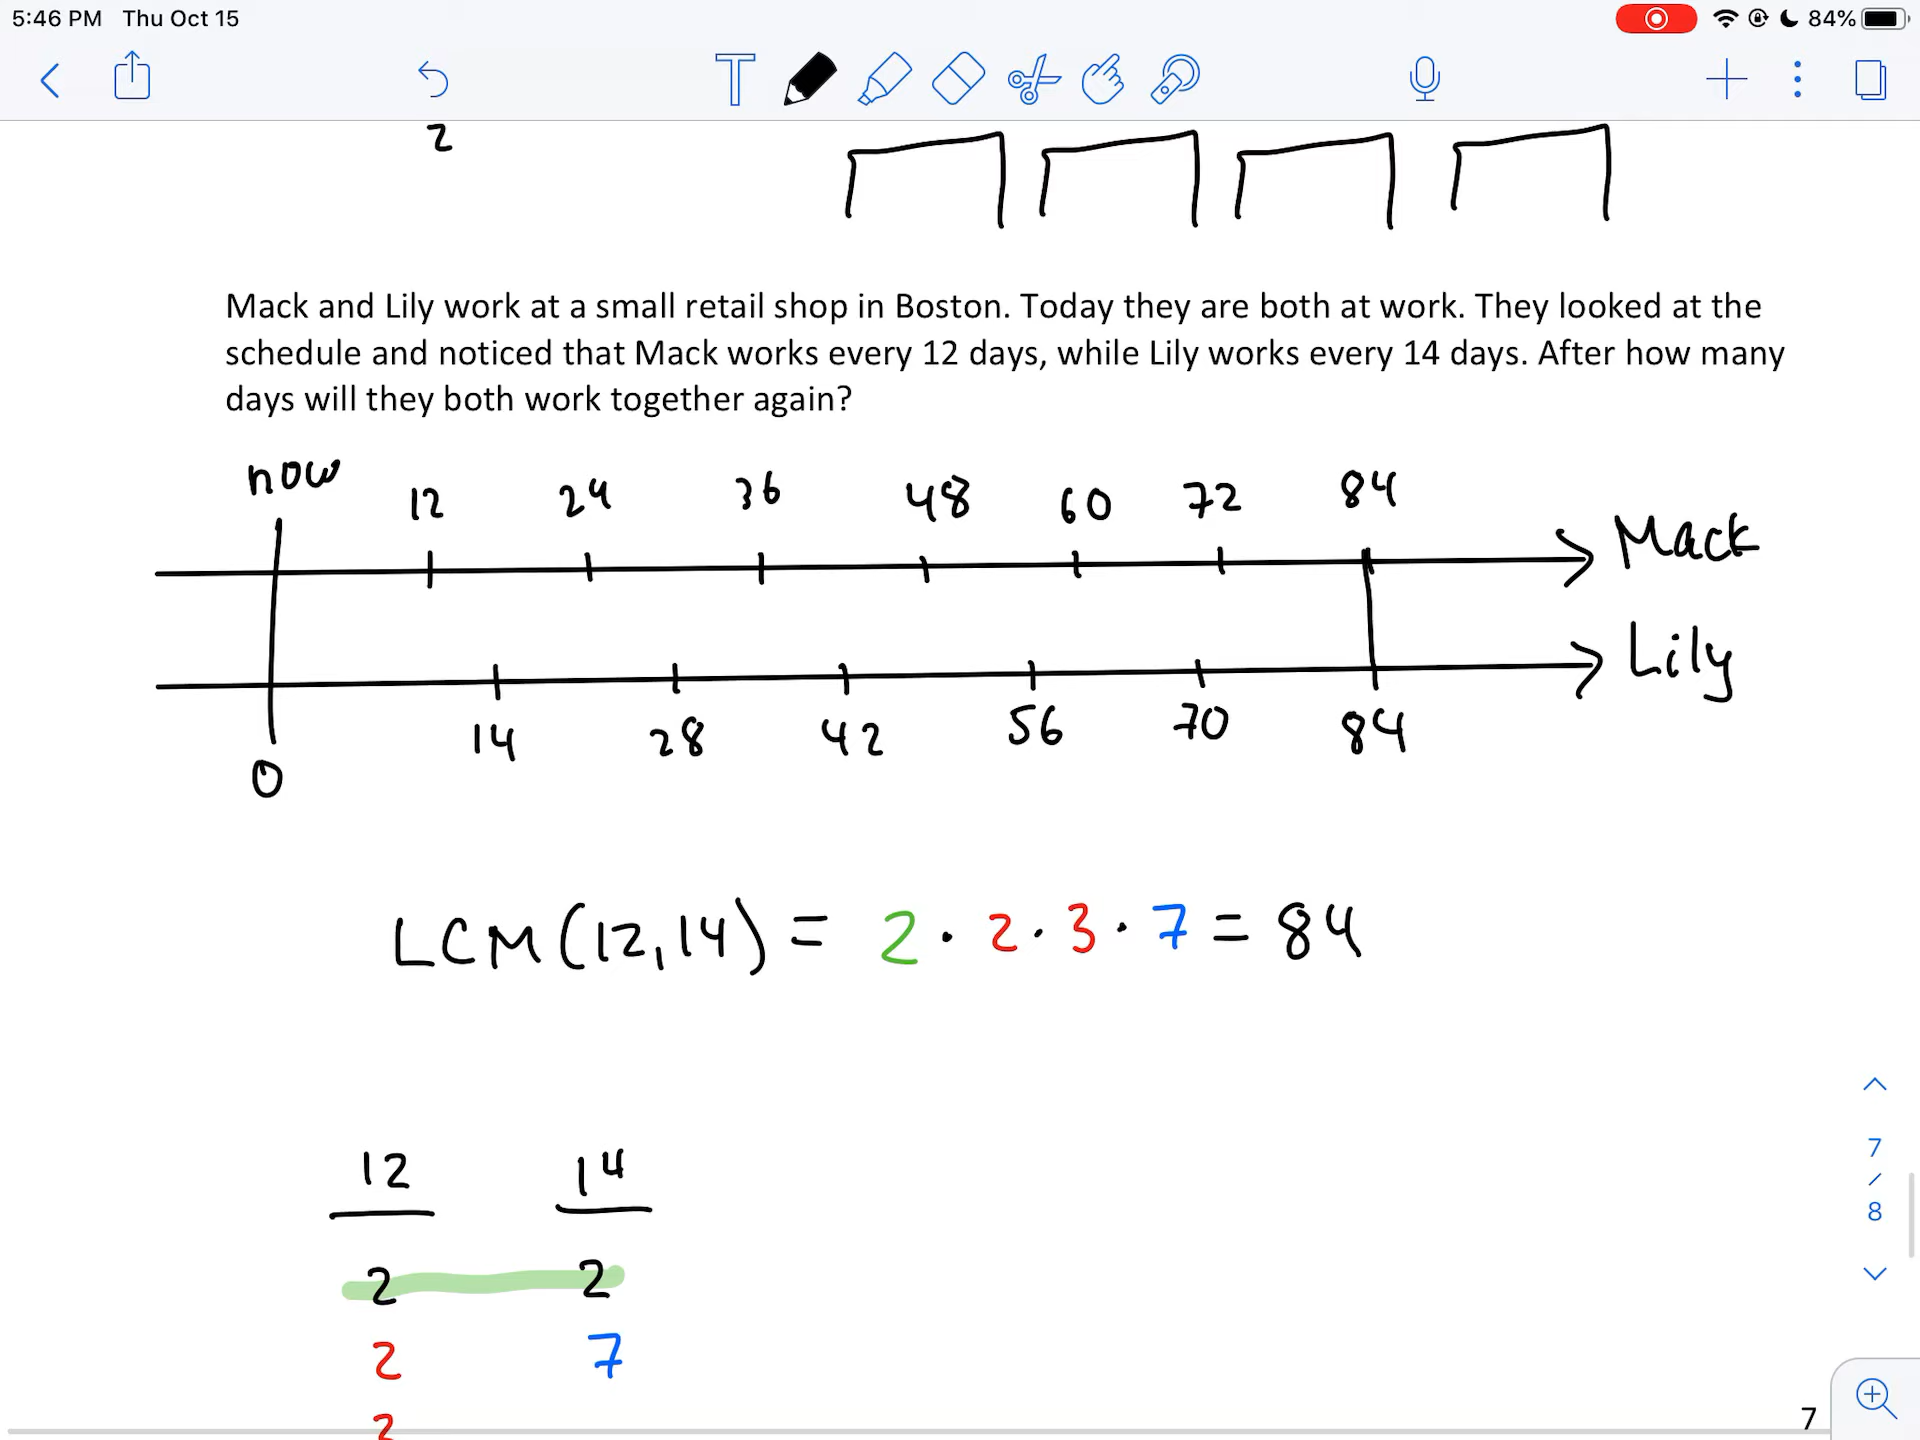 5:46 PM Thu Oct 15 84%
T
2
Mack and Lily work at a small retail shop in Boston. Today they are both at work. They looked at the
schedule and noticed that Mack works every 12 days, while Lily works every 14 days. After how many
days will they both work together again?
now 12 24 36 48 60 72 84
Mack
Lily
14 28 42 56 70 84
0
LCM(12,14) = 2 · 2 · 3 · 7 = 84
12 14
2 2
2 7
7
/
8
7